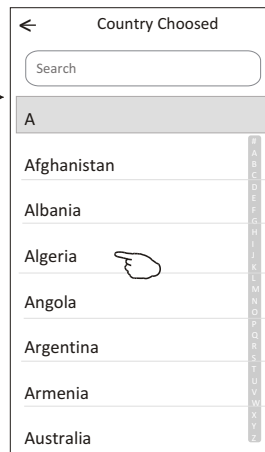 Country Choosed
Search
A
Afghanistan
Albania
Algeria
Angola
Argentina
Armenia
Australia
#
A
B
C
D
E
F
G
H
I
J
K
L
M
N
O
P
Q
R
S
T
U
V
W
X
Y
Z